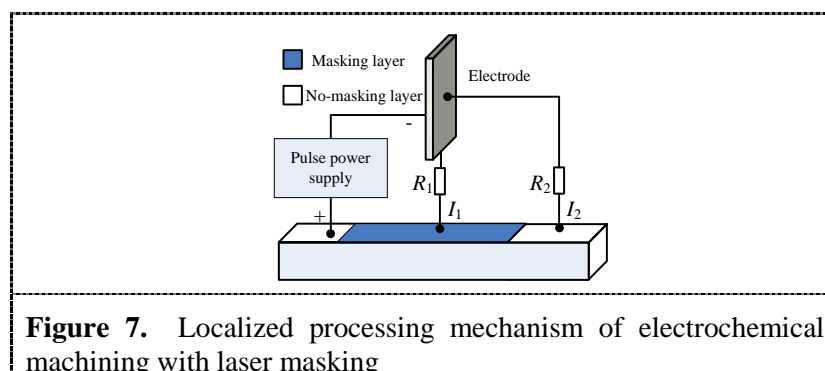 Masking layer
No-masking layer
Electrode
-
Pulse power
supply
R1
R2
I1
I2
+
Figure 7. Localized processing mechanism of electrochemical
machining with laser masking